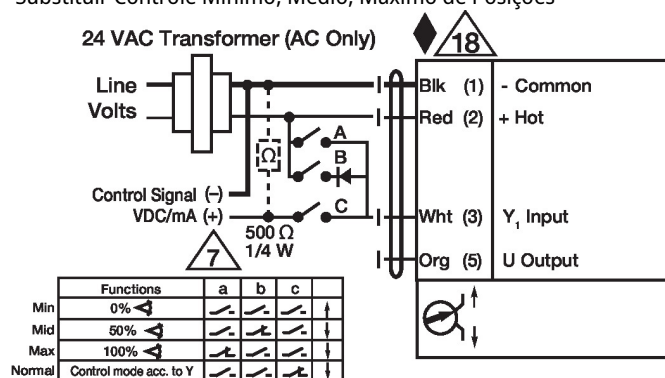 Substituir Controle Mínimo, Médio, Máximo de Posições
24 VAC Transformer (AC Only)
18
Line
Volts
Blk (1) - Common
Red (2) + Hot
A
Ω
B
Control Signal (-)
VDC/mA (+)
C
Wht (3) Y1 Input
500 Ω
1/4 W
7
Org (5) U Output
Functions a b c
Min 0%
Mid 50%
Max 100%
Normal Control mode acc. to Y